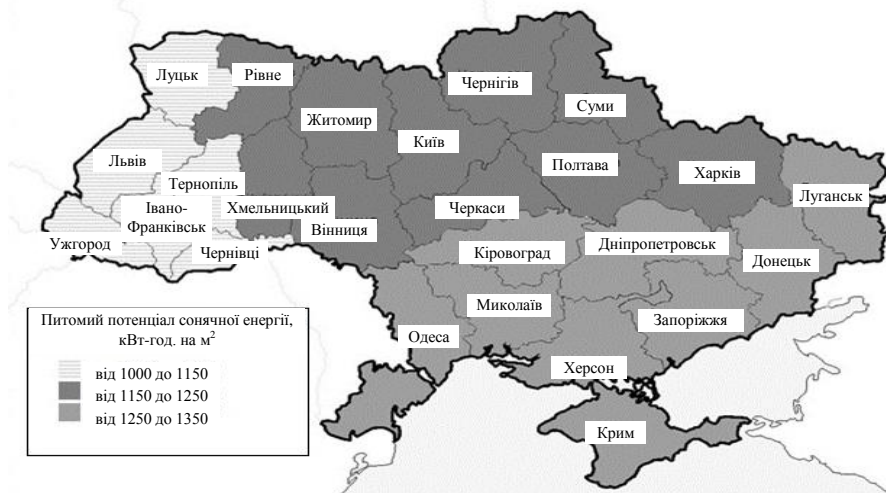 Луцьк
Рівне
Чернігів
Суми
Житомир
Київ
Львів
Полтава
Харків
Тернопіль
Луганськ
Івано-
Франківськ
Хмельницький
Черкаси
Вінниця
Ужгород
Чернівці
Кіровоград
Дніпропетровськ
Донецьк
Миколаїв
Запоріжжя
Одеса
Херсон
Крим
Питомий потенціал сонячної енергії,
кВт-год. на м²
від 1000 до 1150
від 1150 до 1250
від 1250 до 1350